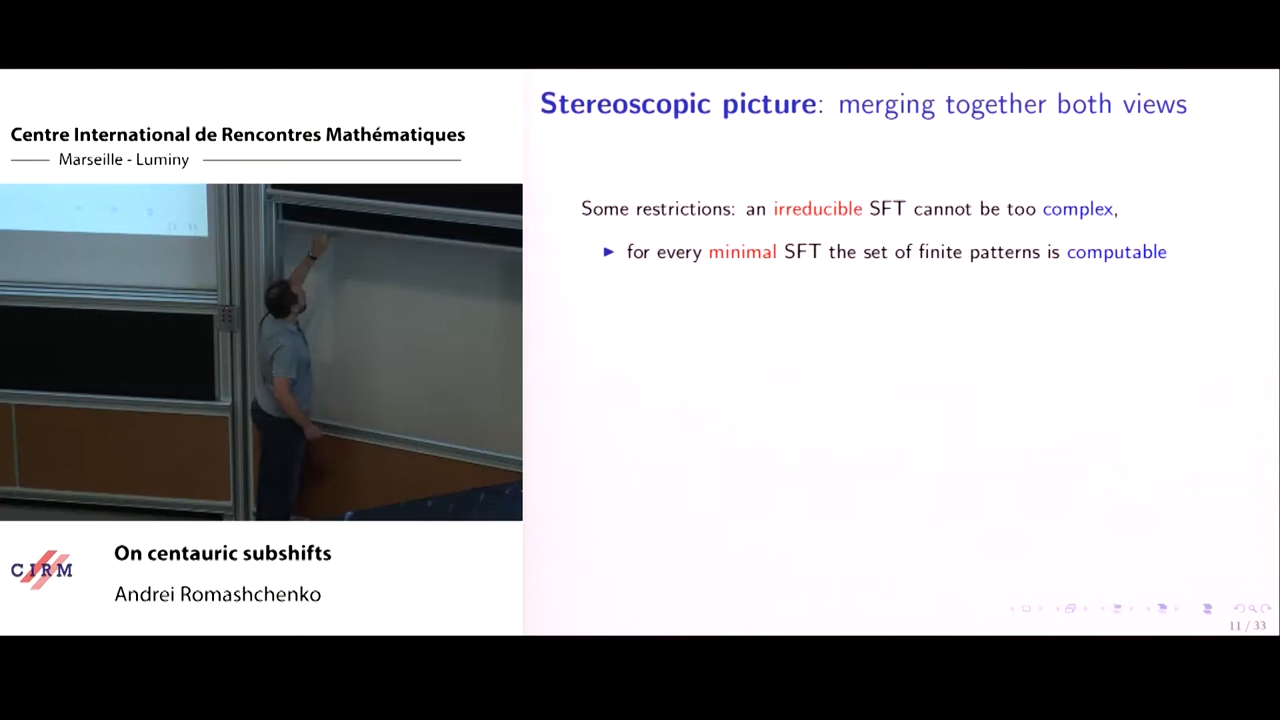 Centre International de Rencontres Mathématiques
Marseille - Luminy
Stereoscopic picture: merging together both views
Some restrictions: an irreducible SFT cannot be too complex,
▶ for every minimal SFT the set of finite patterns is computable
CIRM
On centauric subshifts
Andrei Romashchenko
11 / 33